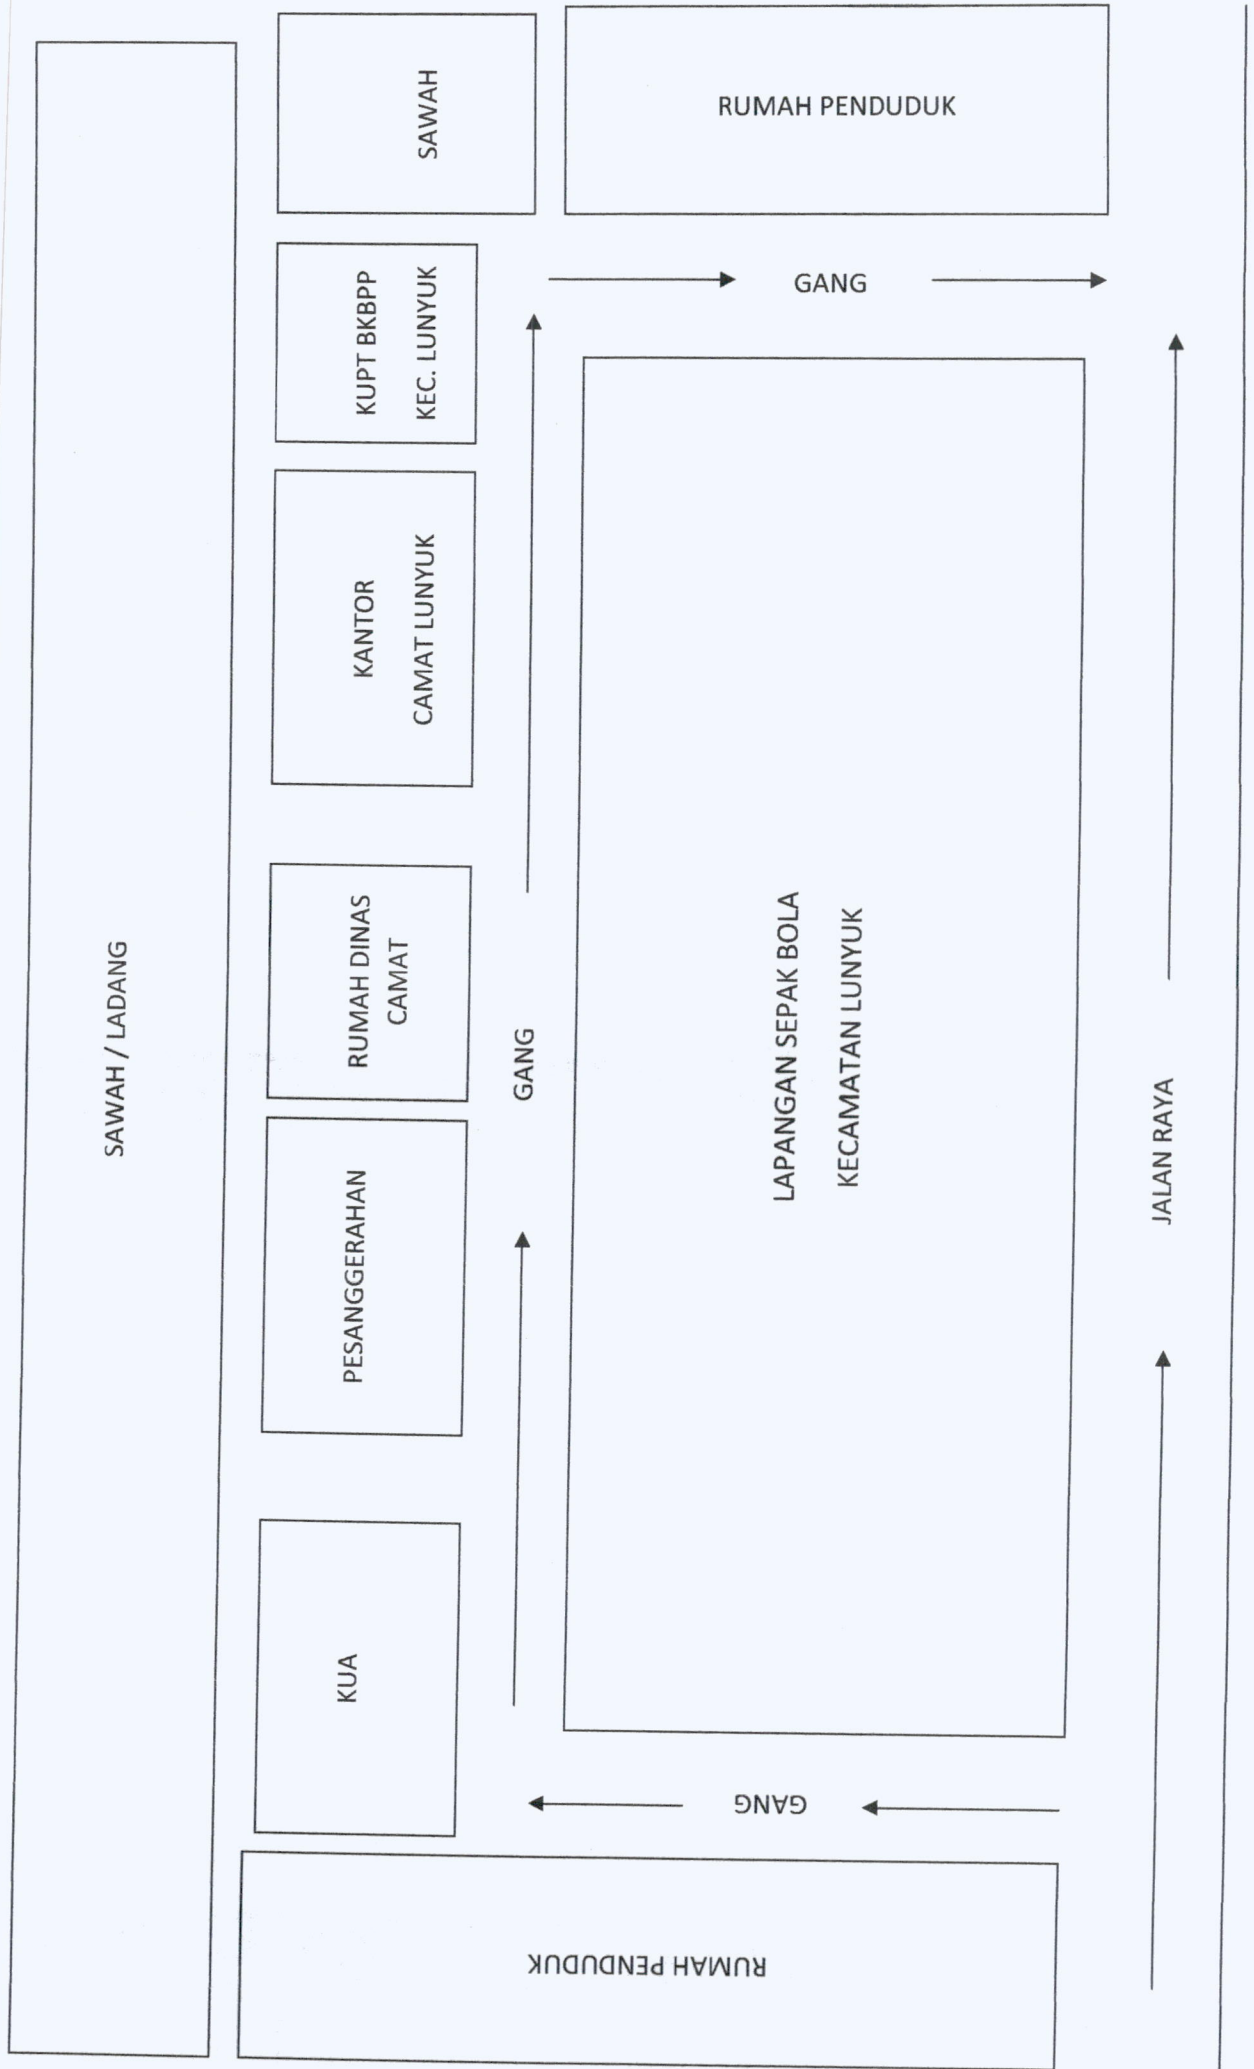 SAWAH / LADANG
RUMAH PENDUDUK
KUA
PESANGGERAHAN
RUMAH DINAS
CAMAT
KANTOR
CAMAT LUNYUK
KUPT BKBPP
KEC. LUNYUK
SAWAH
GANG
GANG
GANG
RUMAH PENDUDUK
LAPANGAN SEPAK BOLA
KECAMATAN LUNYUK
JALAN RAYA